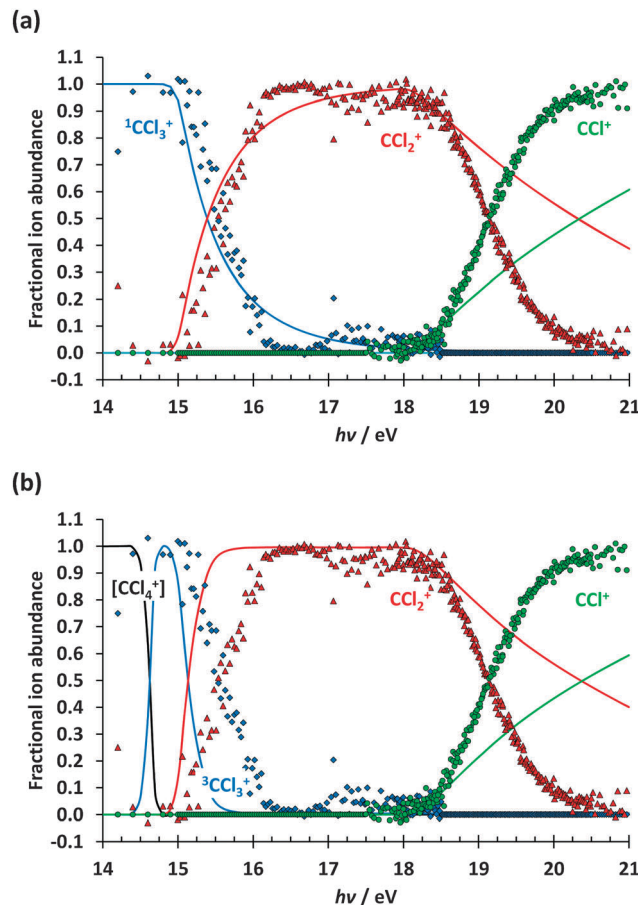 (a)
Fractional ion abundance
1.1
1.0
0.9
0.8
0.7
0.6
0.5
0.4
0.3
0.2
0.1
0.0
-0.1
¹CCl₃⁺
CCl₂⁺
CCl⁺
14 15 16 17 18 19 20 21
hν / eV
(b)
Fractional ion abundance
1.1
1.0
0.9
0.8
0.7
0.6
0.5
0.4
0.3
0.2
0.1
0.0
-0.1
[CCl₄⁺]
CCl₂⁺
CCl⁺
³CCl₃⁺
14 15 16 17 18 19 20 21
hν / eV